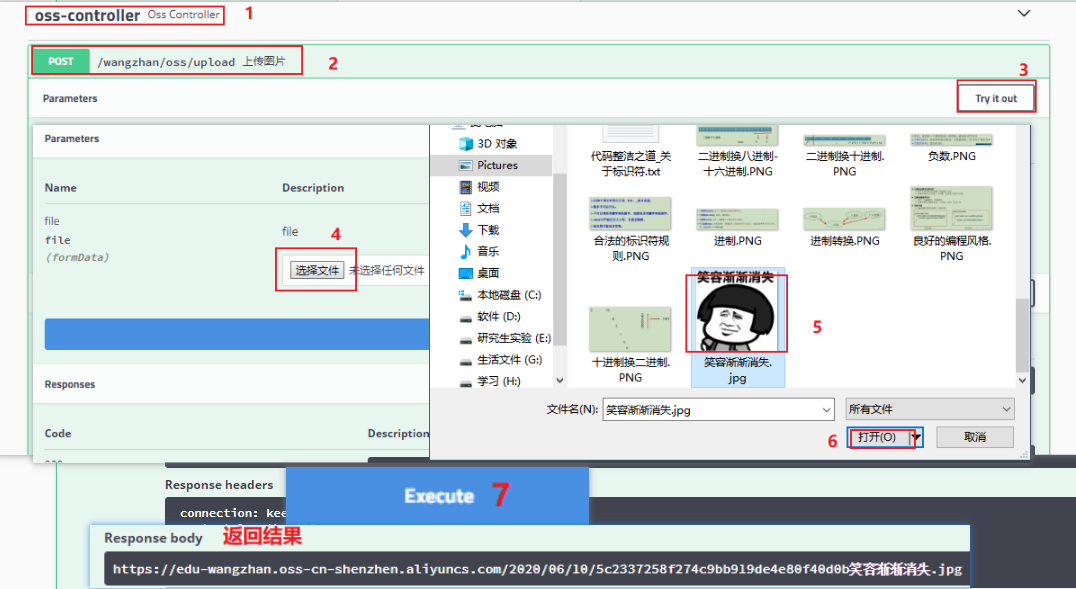 oss-controller Oss Controller 1
POST /wangzhan/oss/upload 上传图片 2
3
Parameters
Try it out
Parameters
Name Description
file
file
(formData)
file
4
选择文件 未选择任何文件
Responses
Code Description
3D 对象
Pictures
视频
文档
下载
音乐
桌面
本地磁盘 (C:)
软件 (D:)
研究生实验 (E:)
生活文件 (G:)
学习 (H:)
代码整洁之道_关
于标识符.txt
二进制换八进制-
十六进制.PNG
二进制换十进制.
PNG
负数.PNG
合法的标识符规
则.PNG
进制.PNG
进制转换.PNG
良好的编程风格.
PNG
十进制换二进制.
PNG
笑容渐渐消失
笑容渐渐消失.
jpg
5
文件名(N): 笑容渐渐消失.jpg 所有文件
6 打开(O) 取消
Response headers
connection: kee
Execute 7
Response body 返回结果
https://edu-wangzhan.oss-cn-shenzhen.aliyuncs.com/2020/06/10/5c2337258f274c9bb919de4e80f40d0b笑容渐渐消失.jpg